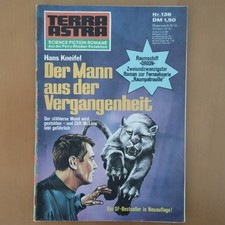 TERRA
ASTRA
SCIENCE FICTION ROMANE
Nr. 136
DM 1,50
Hans Kneifel
Der Mann
aus der
Vergangenheit
Raumschiff
»ORION«
Zweiundzwanzigster
Roman zur Fernsehserie
"Raumpatrouille"
Der stählerne Mond wird
gestohlen – und Cliff McLane
lebt gefährlich
Ein SF-Bestseller in Neuauflage!